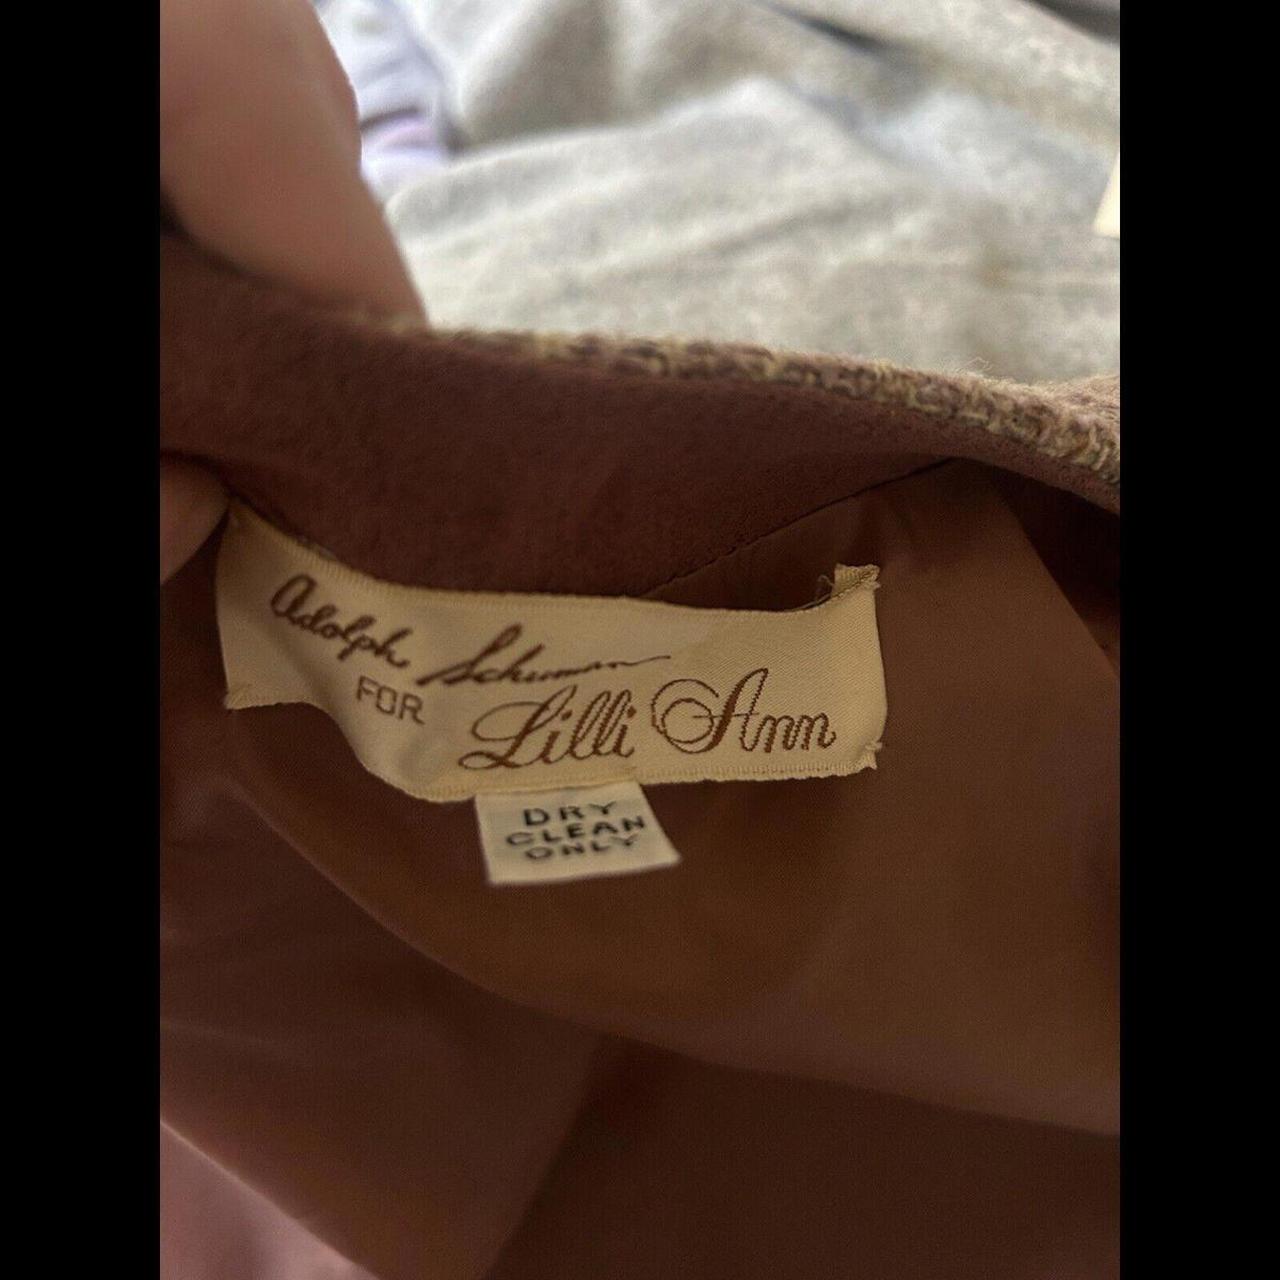 Adolph Schuman
FOR Lilli Ann
DRY
CLEAN
ONLY